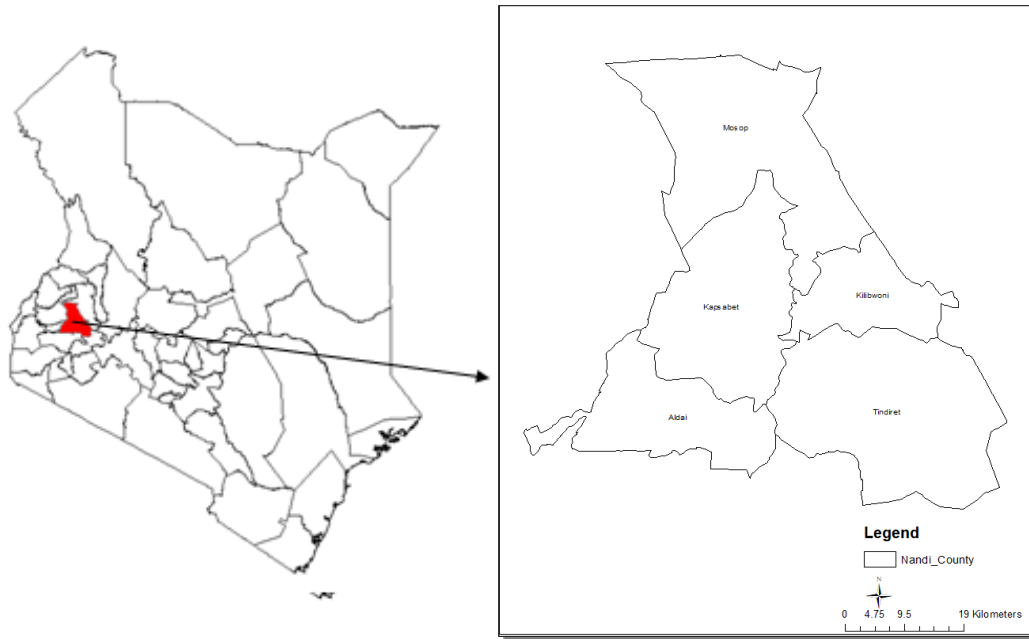 Mosop
Kapsabet
Kilibwoni
Aldai
Tindiret
Legend
Nandi_County
N
0 4.75 9.5 19 Kilometers